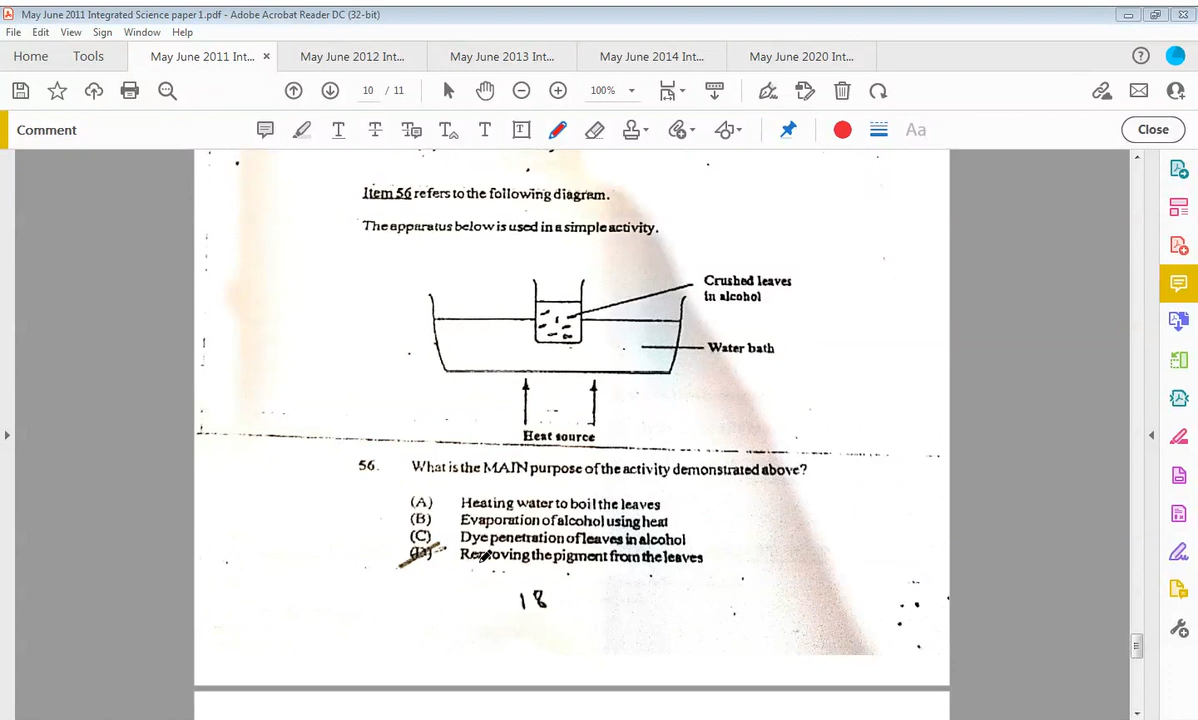 May June 2011 Integrated Science paper 1.pdf - Adobe Acrobat Reader DC (32-bit)
File Edit View Sign Window Help
Home Tools May June 2011 Int... × May June 2012 Int... May June 2013 Int... May June 2014 Int... May June 2020 Int...
10 / 11 100%
Comment Aa Close
Item 56 refers to the following diagram.
The apparatus below is used in a simple activity.
Crushed leaves
in alcohol
Water bath
Heat source
56. What is the MAIN purpose of the activity demonstrated above?
(A) Heating water to boil the leaves
(B) Evaporation of alcohol using heat
(C) Dye penetration of leaves in alcohol
(D) Removing the pigment from the leaves
18